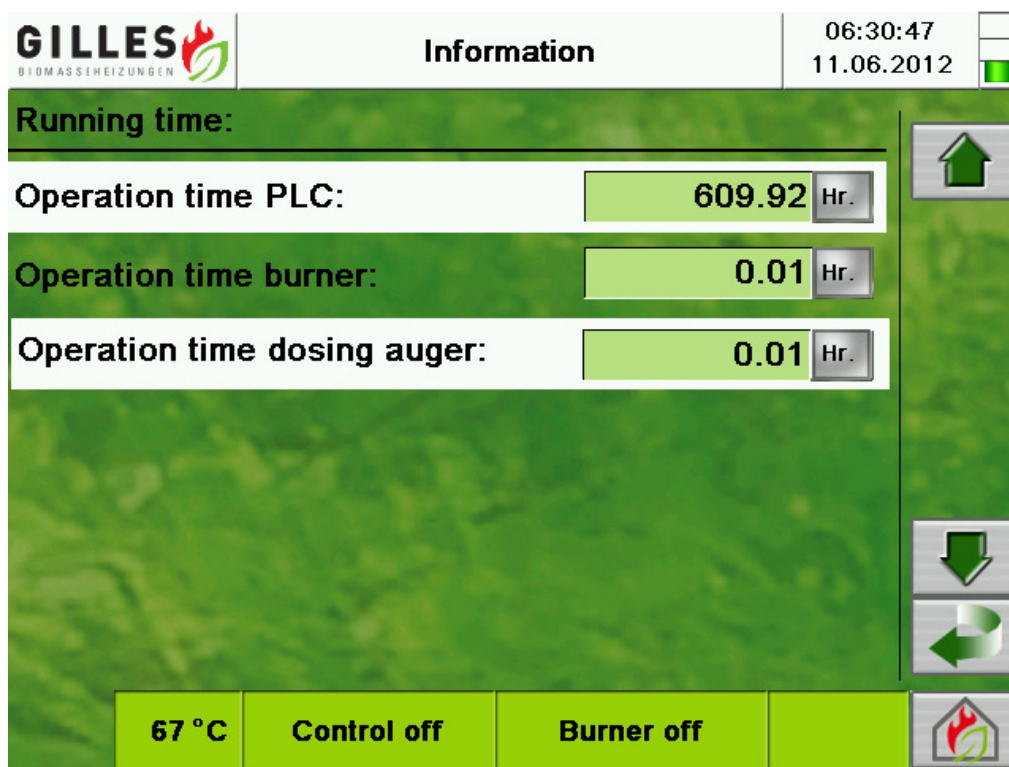 GILLES
BIOMASSEHEIZUNGEN
Information
06:30:47
11.06.2012
Running time:
Operation time PLC: 609.92 Hr.
Operation time burner: 0.01 Hr.
Operation time dosing auger: 0.01 Hr.
67 °C Control off Burner off